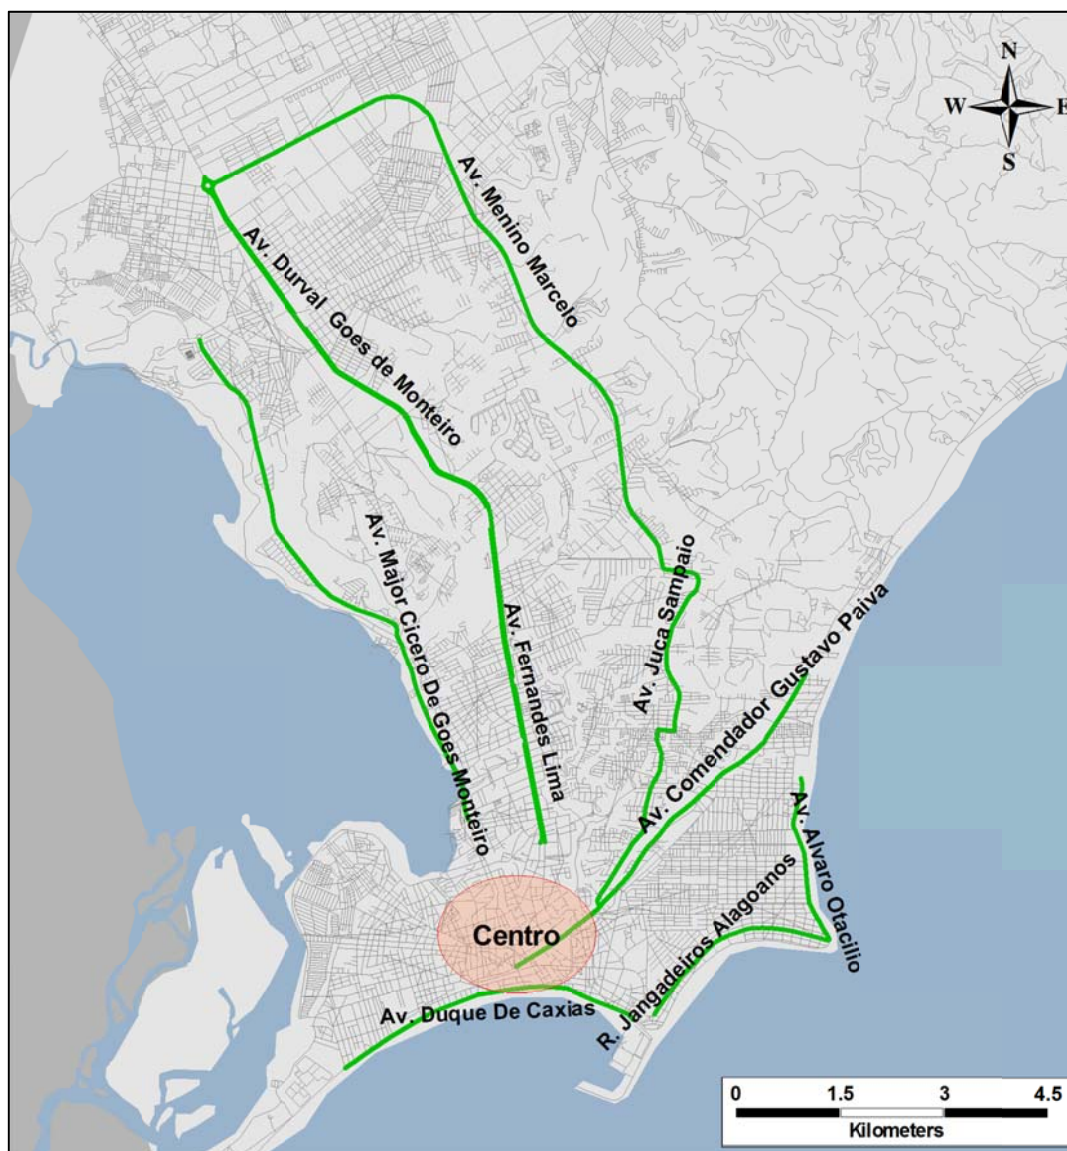 N
W E
S
Av. Menino Marcelo
Av. Durval Goes de Monteiro
Av. Major Cicero De Goes Monteiro
Av. Fernandes Lima
Av. Juca Sampaio
Av. Comendador Gustavo Paiva
Av. Alvaro Otacilio
R. Jangadeiros Alagoanos
Centro
Av. Duque De Caxias
0 1.5 3 4.5
Kilometers